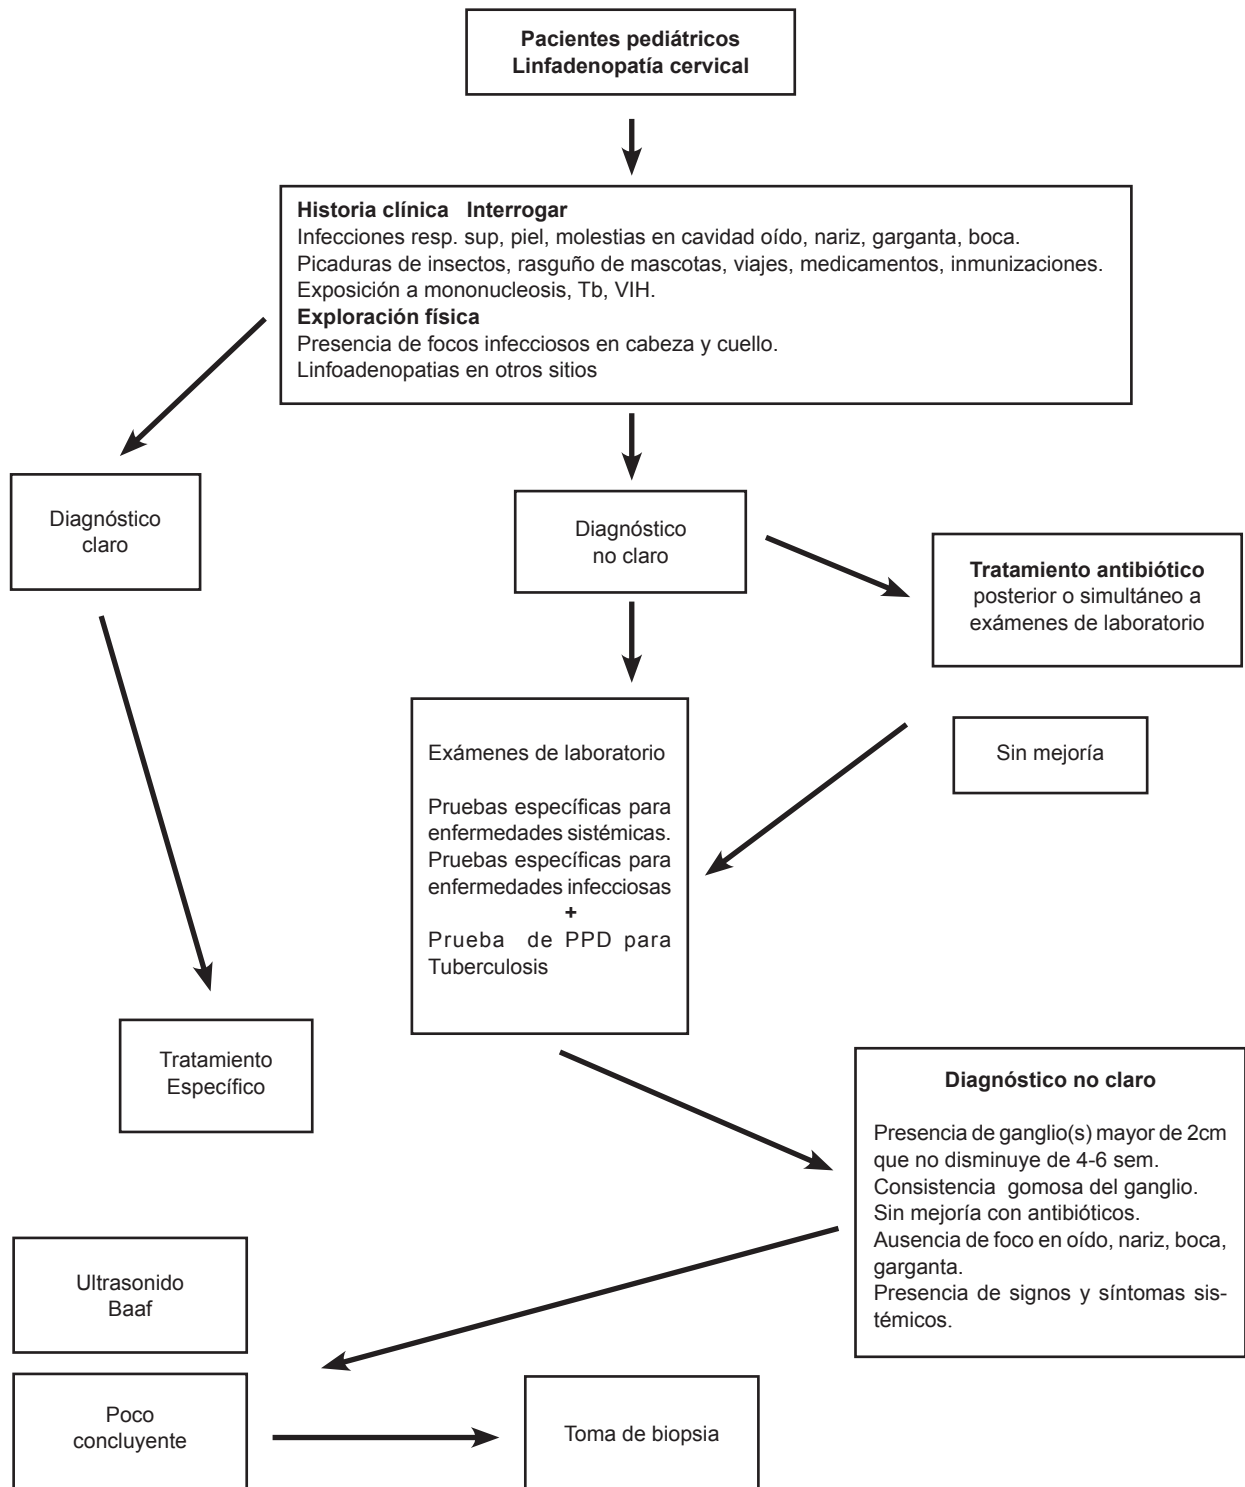 Pacientes pediátricos
Linfadenopatía cervical
Historia clínica Interrogar
Infecciones resp. sup, piel, molestias en cavidad oído, nariz, garganta, boca.
Picaduras de insectos, rasguño de mascotas, viajes, medicamentos, inmunizaciones.
Exposición a mononucleosis, Tb, VIH.
Exploración física
Presencia de focos infecciosos en cabeza y cuello.
Linfoadenopatias en otros sitios
Diagnóstico
claro
Diagnóstico
no claro
Tratamiento antibiótico
posterior o simultáneo a
exámenes de laboratorio
Sin mejoría
Exámenes de laboratorio
Pruebas específicas para
enfermedades sistémicas.
Pruebas específicas para
enfermedades infecciosas
+
Prueba de PPD para
Tuberculosis
Tratamiento
Específico
Diagnóstico no claro
Presencia de ganglio(s) mayor de 2cm
que no disminuye de 4-6 sem.
Consistencia gomosa del ganglio.
Sin mejoría con antibióticos.
Ausencia de foco en oído, nariz, boca,
garganta.
Presencia de signos y síntomas sis-
témicos.
Ultrasonido
Baaf
Poco
concluyente
Toma de biopsia